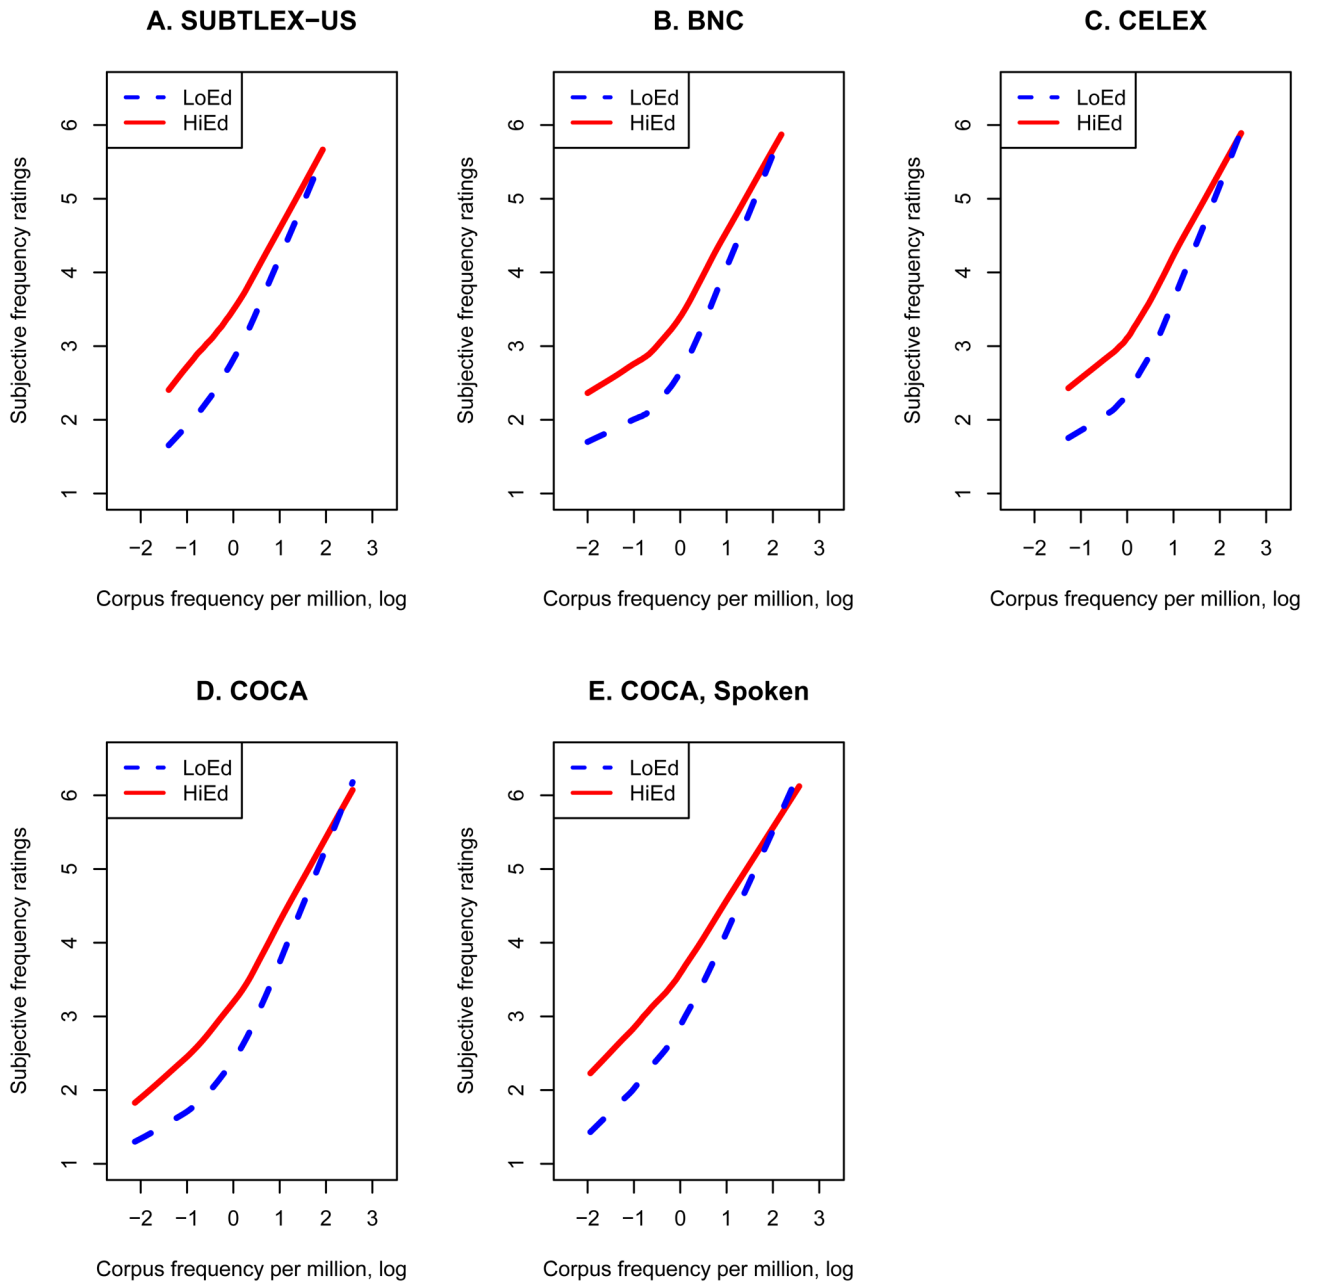 A. SUBTLEX−US
LoEd
HiEd
Subjective frequency ratings
6
5
4
3
2
1
−2 −1 0 1 2 3
Corpus frequency per million, log
B. BNC
LoEd
HiEd
Subjective frequency ratings
6
5
4
3
2
1
−2 −1 0 1 2 3
Corpus frequency per million, log
C. CELEX
LoEd
HiEd
Subjective frequency ratings
6
5
4
3
2
1
−2 −1 0 1 2 3
Corpus frequency per million, log
D. COCA
LoEd
HiEd
Subjective frequency ratings
6
5
4
3
2
1
−2 −1 0 1 2 3
Corpus frequency per million, log
E. COCA, Spoken
LoEd
HiEd
Subjective frequency ratings
6
5
4
3
2
1
−2 −1 0 1 2 3
Corpus frequency per million, log